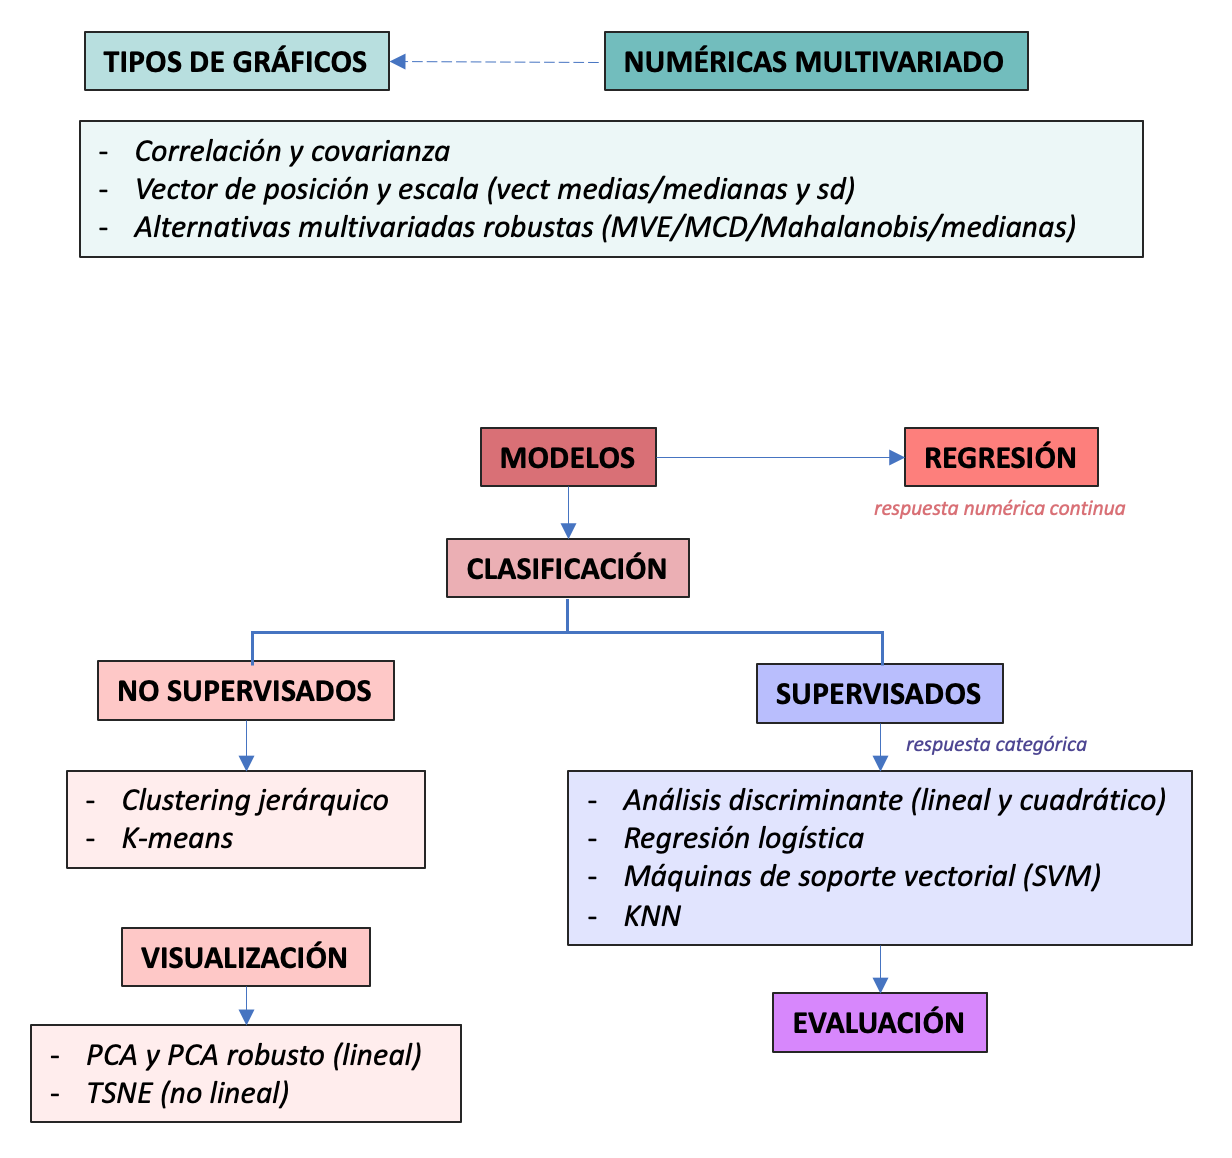 TIPOS DE GRÁFICOS
NUMÉRICAS MULTIVARIADO
- Correlación y covarianza
- Vector de posición y escala (vect medias/medianas y sd)
- Alternativas multivariadas robustas (MVE/MCD/Mahalanobis/medianas)
MODELOS
REGRESIÓN
respuesta numérica continua
CLASIFICACIÓN
NO SUPERVISADOS
SUPERVISADOS
respuesta categórica
- Clustering jerárquico
- K-means
- Análisis discriminante (lineal y cuadrático)
- Regresión logística
- Máquinas de soporte vectorial (SVM)
- KNN
VISUALIZACIÓN
EVALUACIÓN
- PCA y PCA robusto (lineal)
- TSNE (no lineal)